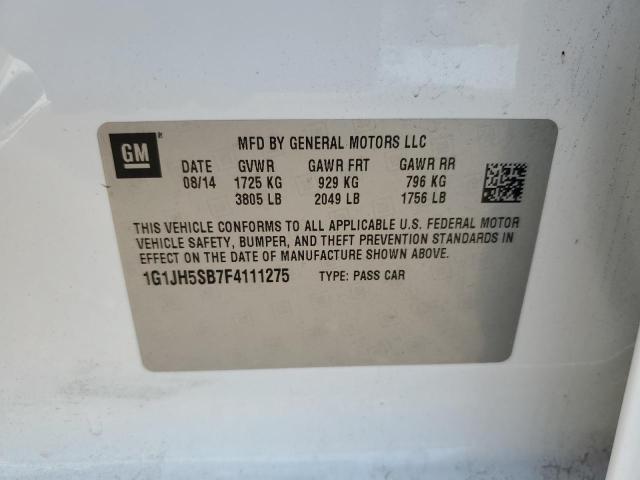 GM
MFD BY GENERAL MOTORS LLC
DATE GVWR GAWR FRT GAWR RR
08/14 1725 KG 929 KG 796 KG
3805 LB 2049 LB 1756 LB
THIS VEHICLE CONFORMS TO ALL APPLICABLE U.S. FEDERAL MOTOR
VEHICLE SAFETY, BUMPER, AND THEFT PREVENTION STANDARDS IN
EFFECT ON THE DATE OF MANUFACTURE SHOWN ABOVE.
1G1JH5SB7F4111275 TYPE: PASS CAR